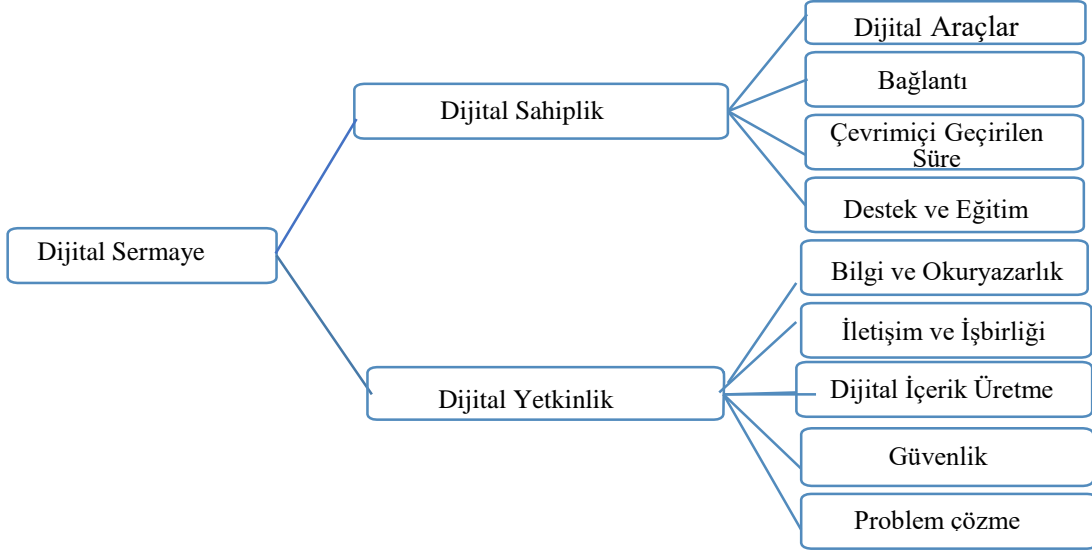 Dijital Sermaye
Dijital Sahiplik
Dijital Araçlar
Bağlantı
Çevrimiçi Geçirilen
Süre
Destek ve Eğitim
Dijital Yetkinlik
Bilgi ve Okuryazarlık
İletişim ve İşbirliği
Dijital İçerik Üretme
Güvenlik
Problem çözme